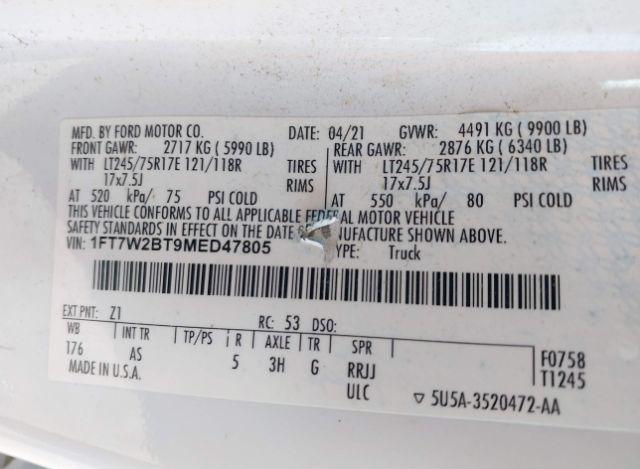 MFD. BY FORD MOTOR CO. DATE: 04/21 GVWR: 4491 KG ( 9900 LB)
FRONT GAWR: 2717 KG ( 5990 LB) REAR GAWR: 2876 KG ( 6340 LB)
WITH LT245/75R17E 121/118R TIRES WITH LT245/75R17E 121/118R TIRES
17x7.5J RIMS 17x7.5J RIMS
AT 520 kPa/ 75 PSI COLD AT 550 kPa/ 80 PSI COLD
THIS VEHICLE CONFORMS TO ALL APPLICABLE FEDERAL MOTOR VEHICLE
SAFETY STANDARDS IN EFFECT ON THE DATE NUFACTURE SHOWN ABOVE.
VIN: 1FT7W2BT9MED47805 YPE: Truck
EXT PNT: Z1 RC: 53 DSO:
WB INT TR TP/PS R AXLE TR SPR F0758
176 AS 5 3H G RRJJ T1245
MADE IN U.S.A. ULC ▽ 5U5A-3520472-AA